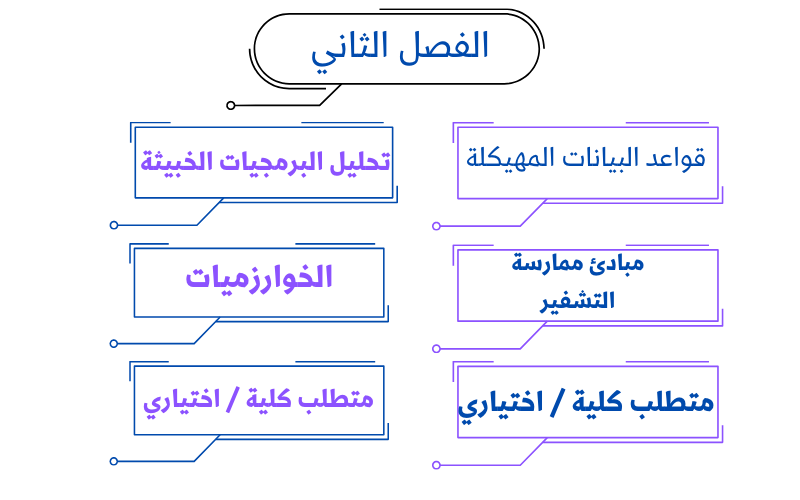 الفصل الثاني
قواعد البيانات المهيكلة
تحليل البرمجيات الخبيثة
مبادئ ممارسة
التشفير
الخوارزميات
متطلب كلية / اختياري
متطلب كلية / اختياري